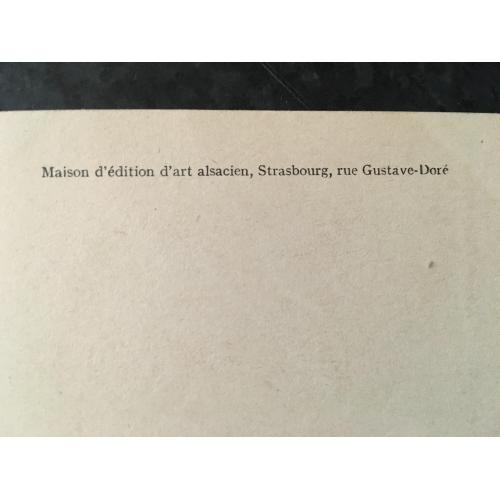 Maison d'édition d'art alsacien, Strasbourg, rue Gustave-Doré